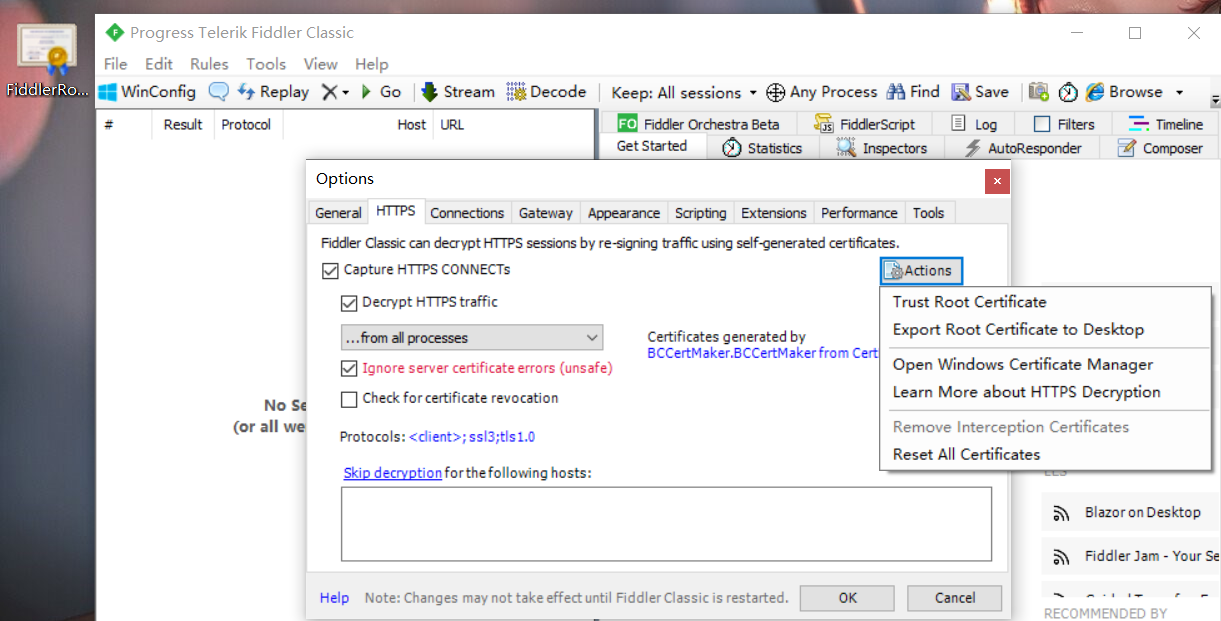 Progress Telerik Fiddler Classic
File Edit Rules Tools View Help
FiddlerRo...
WinConfig Replay Go Stream Decode Keep: All sessions Any Process Find Save Browse
# Result Protocol Host URL
FO Fiddler Orchestra Beta FiddlerScript Log Filters Timeline
Get Started Statistics Inspectors AutoResponder Composer
Options
General HTTPS Connections Gateway Appearance Scripting Extensions Performance Tools
Fiddler Classic can decrypt HTTPS sessions by re-signing traffic using self-generated certificates.
Capture HTTPS CONNECTs
Actions
Decrypt HTTPS traffic
...from all processes
Certificates generated by
BCCertMaker.BCCertMaker from Cert
Ignore server certificate errors (unsafe)
Check for certificate revocation
Protocols: <client>;ssl3;tls1.0
Skip decryption for the following hosts:
Trust Root Certificate
Export Root Certificate to Desktop
Open Windows Certificate Manager
Learn More about HTTPS Decryption
Remove Interception Certificates
Reset All Certificates
No Se
(or all we
Blazor on Desktop
Fiddler Jam - Your Se
RECOMMENDED BY
Help Note: Changes may not take effect until Fiddler Classic is restarted. OK Cancel